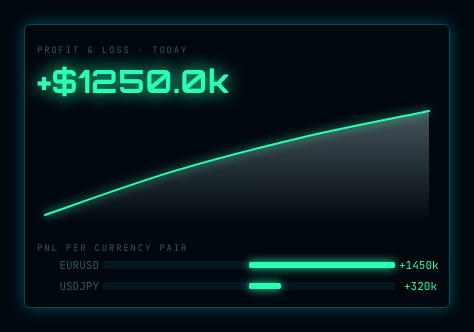 PROFIT & LOSS · TODAY
+$1250.0k
PNL PER CURRENCY PAIR
EURUSD +1450k
USDJPY +320k